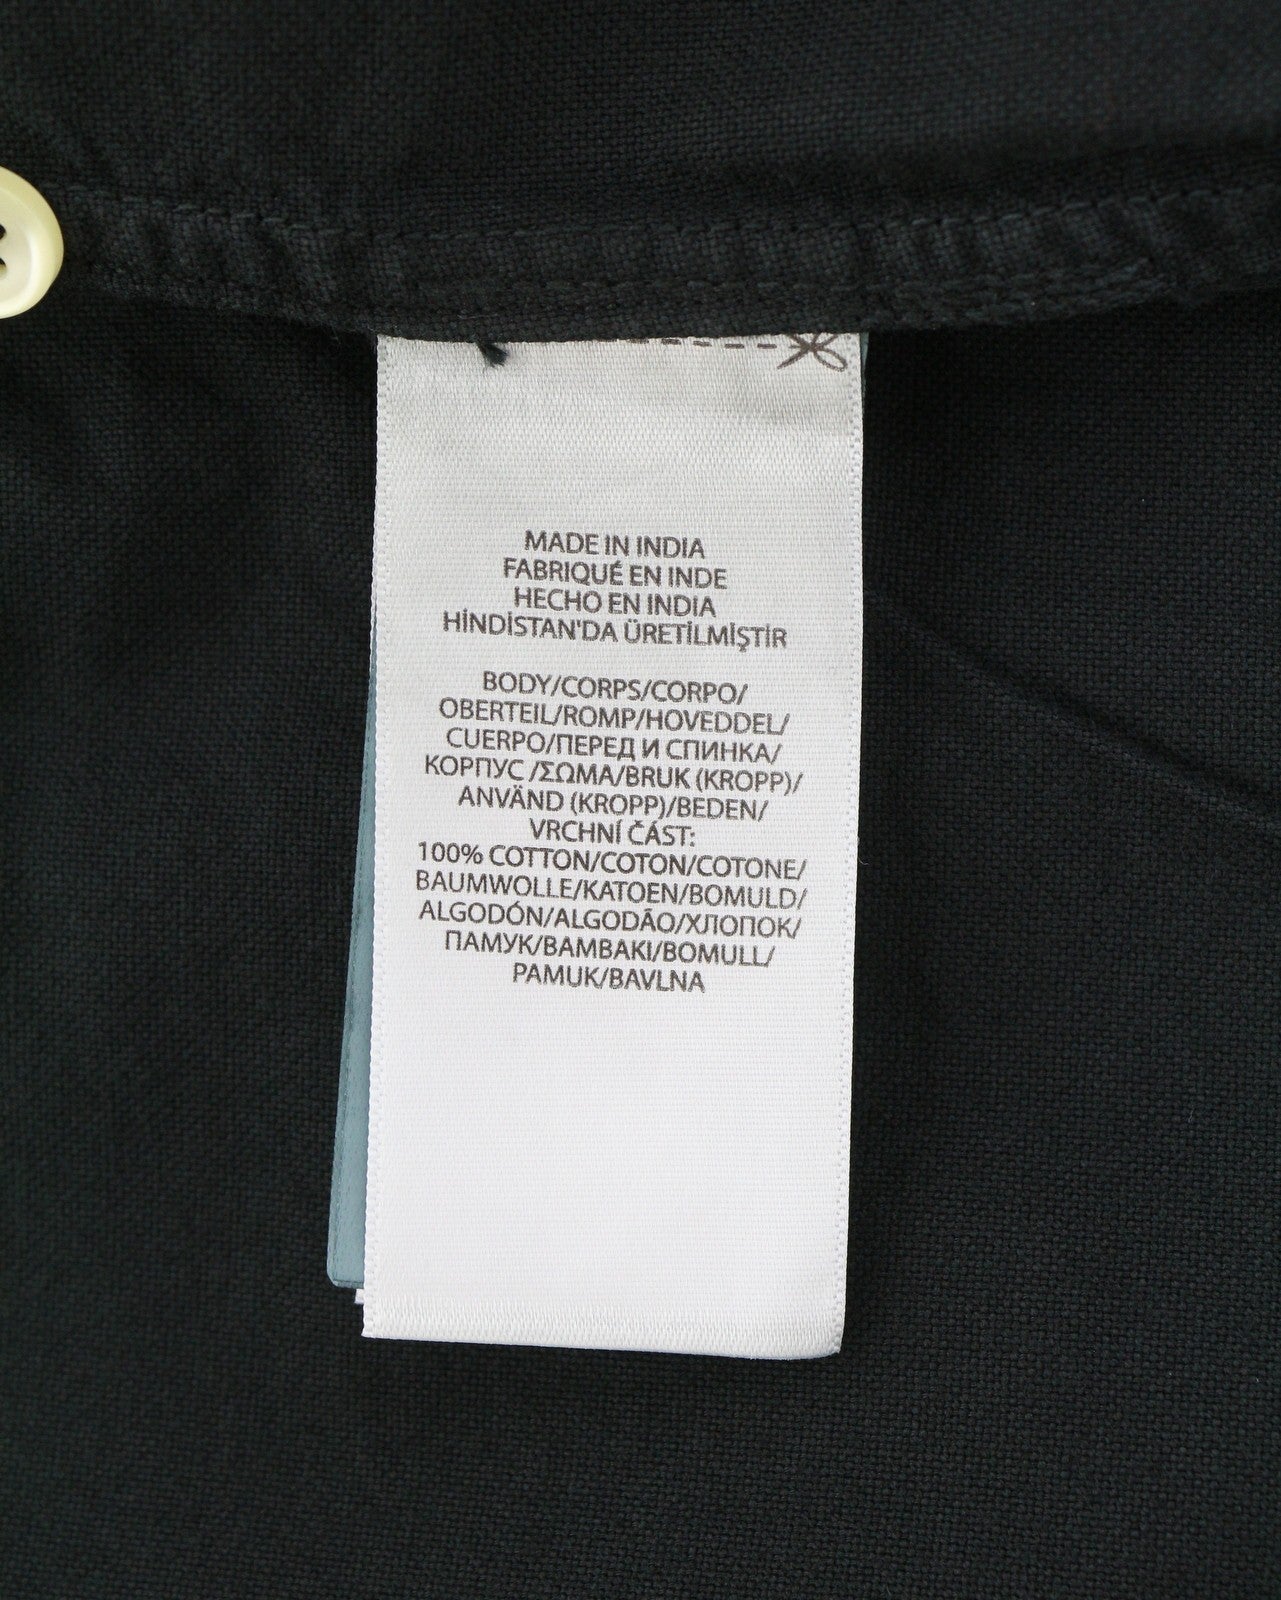 MADE IN INDIA
FABRIQUÉ EN INDE
HECHO EN INDIA
HİNDİSTAN'DA ÜRETİLMİŞTİR
BODY/CORPS/CORPO/
OBERTEIL/ROMP/HOVEDDEL/
CUERPO/ПЕРЕД И СПИНКА/
КОРПУС /ΣΩΜΑ/BRUK (KROPP)/
ANVÄND (KROPP)/BEDEN/
VRCHNÍ ČÁST:
100% COTTON/COTON/COTONE/
BAUMWOLLE/KATOEN/BOMULD/
ALGODÓN/ALGODÃO/ХЛОПОК/
ПАМУК/BAMBAKI/BOMULL/
PAMUK/BAVLNA